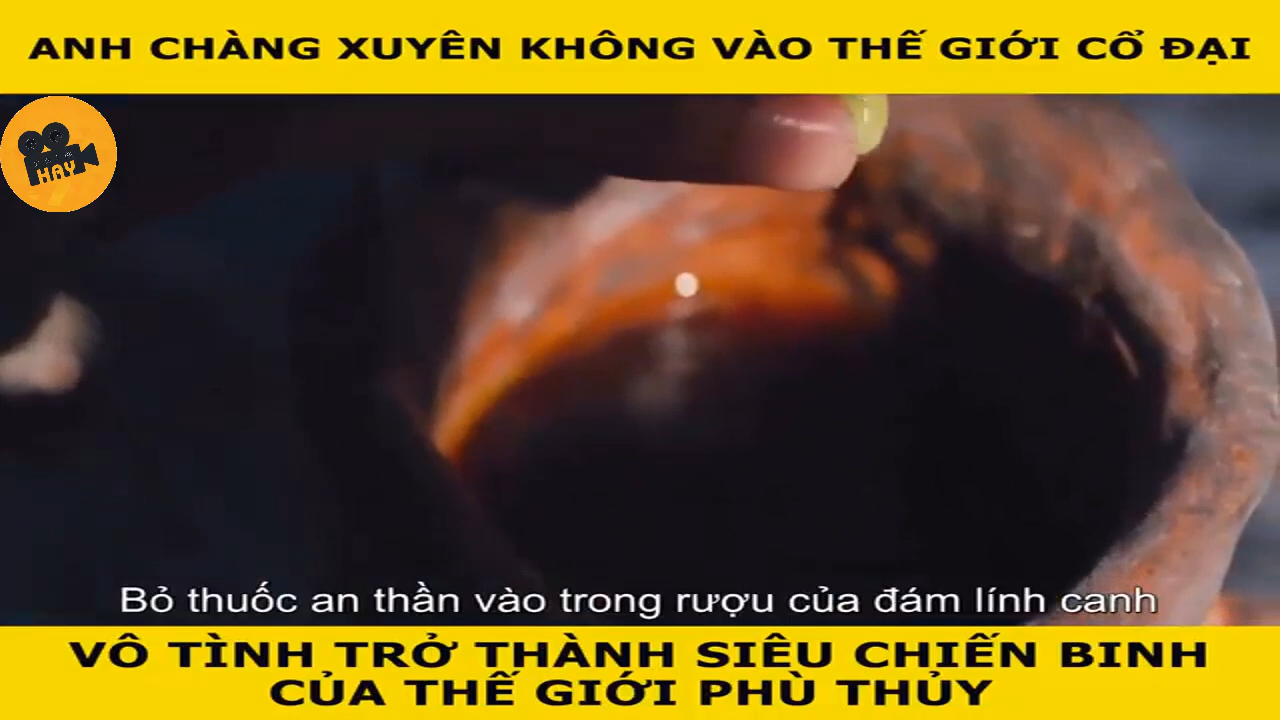 ANH CHÀNG XUYÊN KHÔNG VÀO THẾ GIỚI CỔ ĐẠI
HAY
Bỏ thuốc an thần vào trong rượu của đám lính canh
VÔ TÌNH TRỞ THÀNH SIÊU CHIẾN BINH
CỦA THẾ GIỚI PHÙ THỦY